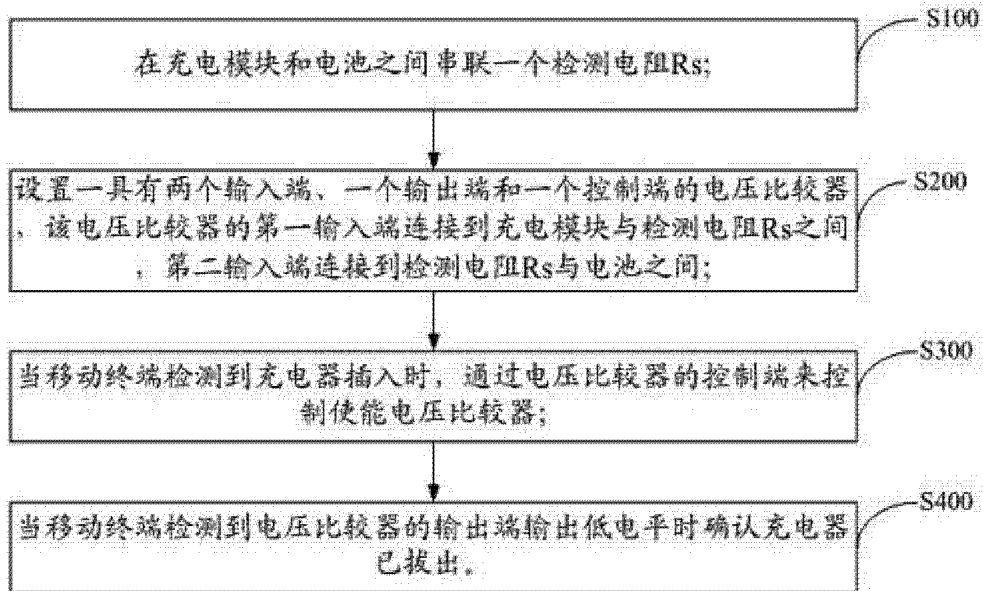 S100
在充电模块和电池之间串联一个检测电阻Rs;
S200
设置一具有两个输入端、一个输出端和一个控制端的电压比较器
，该电压比较器的第一输入端连接到充电模块与检测电阻Rs之间
，第二输入端连接到检测电阻Rs与电池之间;
S300
当移动终端检测到充电器插入时，通过电压比较器的控制端来控
制使能电压比较器;
S400
当移动终端检测到电压比较器的输出端输出低电平时确认充电器
已拔出。